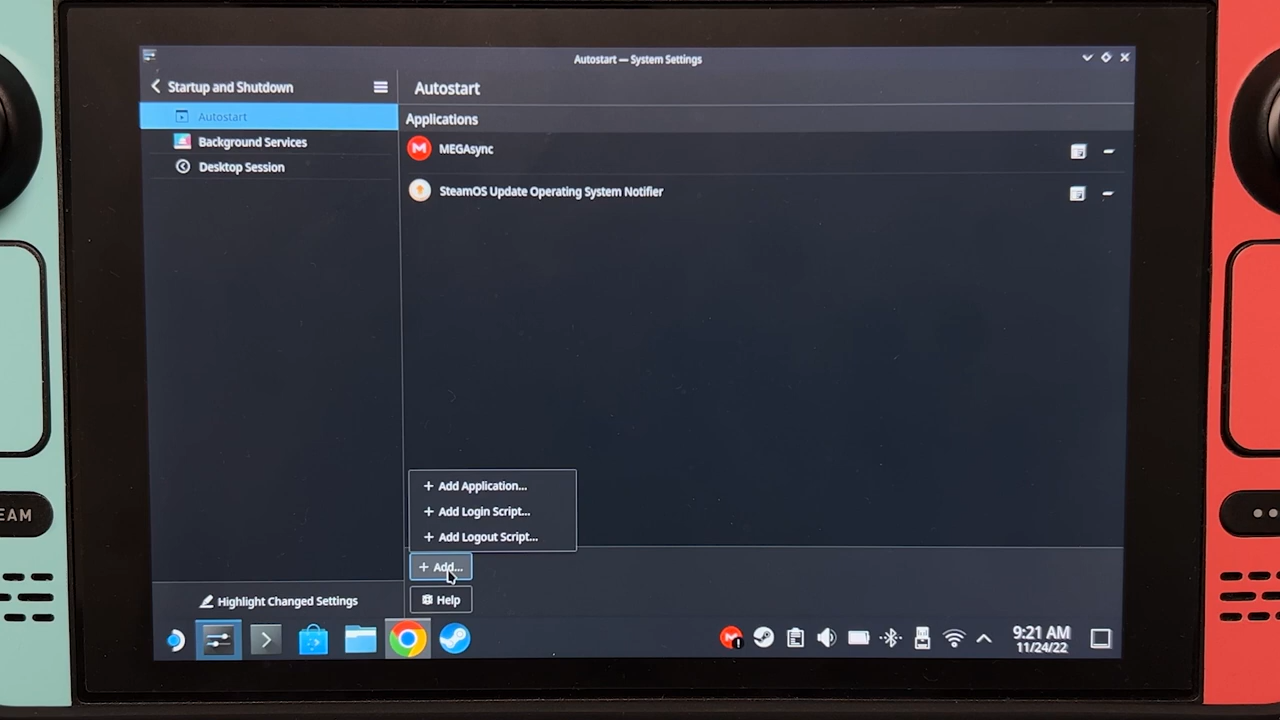 Autostart — System Settings
Startup and Shutdown
Autostart
Autostart
Background Services
Desktop Session
Applications
MEGAsync
SteamOS Update Operating System Notifier
+ Add Application...
+ Add Login Script...
+ Add Logout Script...
+ Add...
Help
Highlight Changed Settings
9:21 AM
11/24/22
EAM